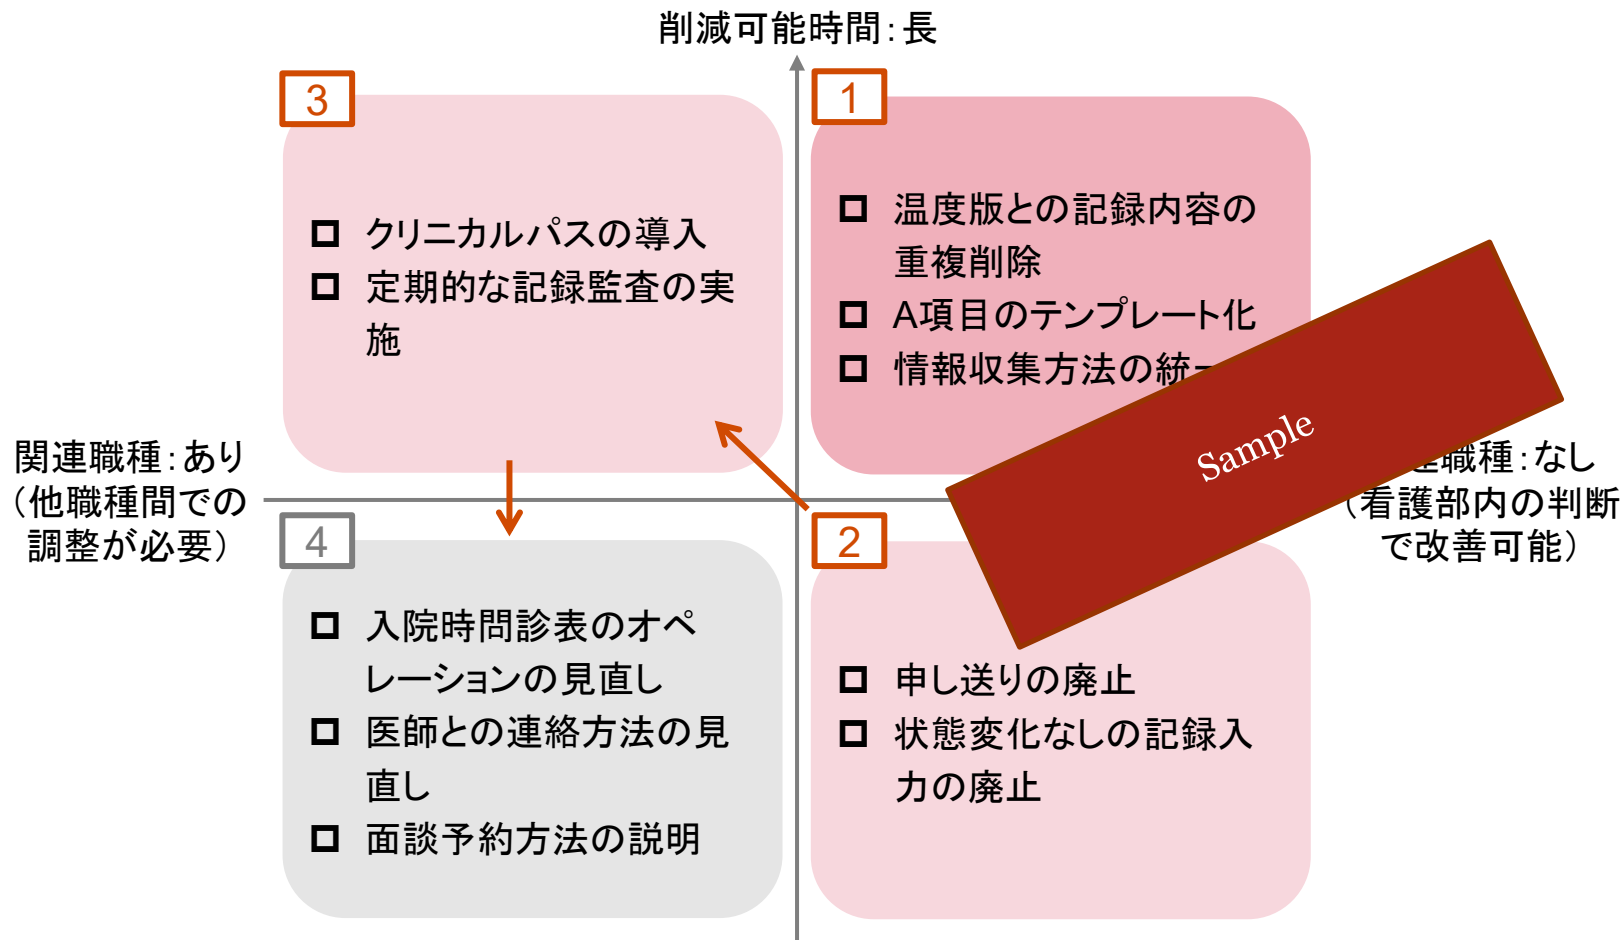 削減可能時間：長
3
□ クリニカルパスの導入
□ 定期的な記録監査の実
施
1
□ 温度版との記録内容の
重複削除
□ A項目のテンプレート化
□ 情報収集方法の統一
Sample
関連職種：あり
（他職種間での
調整が必要）
職種：なし
（看護部内の判断
で改善可能）
4
□ 入院時問診表のオペ
レーションの見直し
□ 医師との連絡方法の見
直し
□ 面談予約方法の説明
2
□ 申し送りの廃止
□ 状態変化なしの記録入
力の廃止